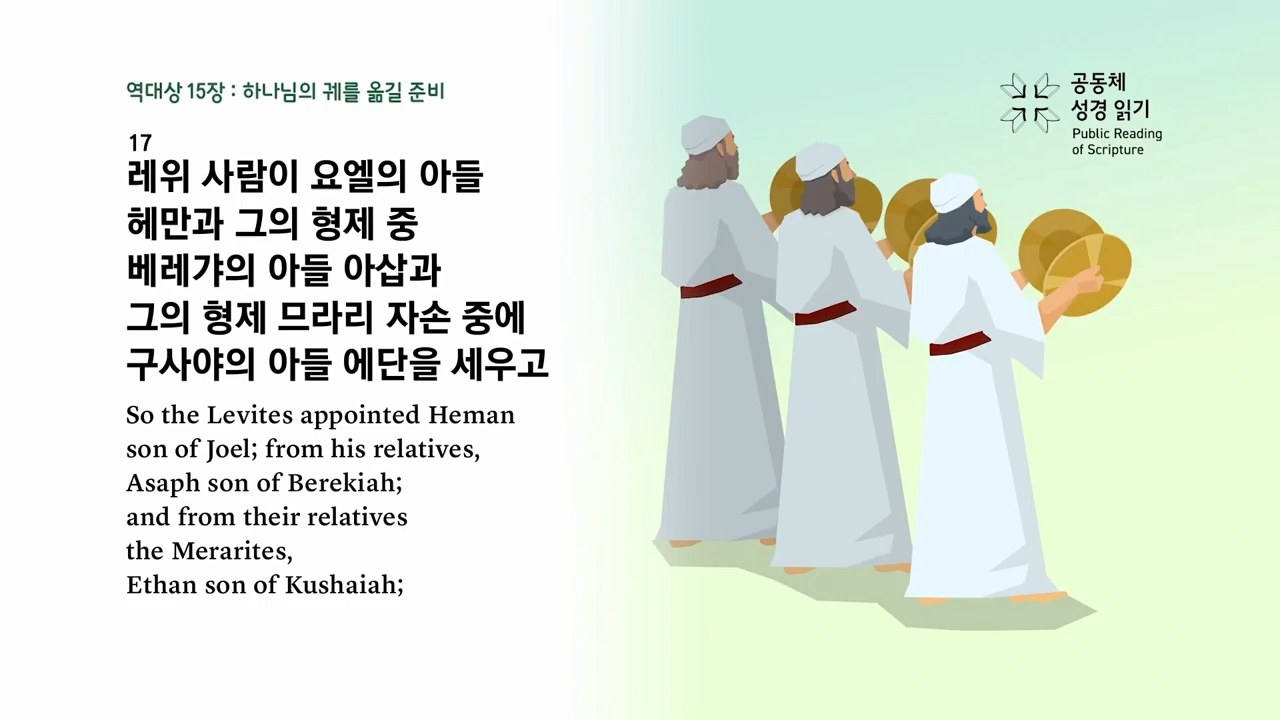 역대상 15장 : 하나님의 궤를 옮길 준비
17
레위 사람이 요엘의 아들
헤만과 그의 형제 중
베레갸의 아들 아삽과
그의 형제 므라리 자손 중에
구사야의 아들 에단을 세우고
So the Levites appointed Heman
son of Joel; from his relatives,
Asaph son of Berekiah;
and from their relatives
the Merarites,
Ethan son of Kushaiah;
공동체
성경 읽기
Public Reading
of Scripture